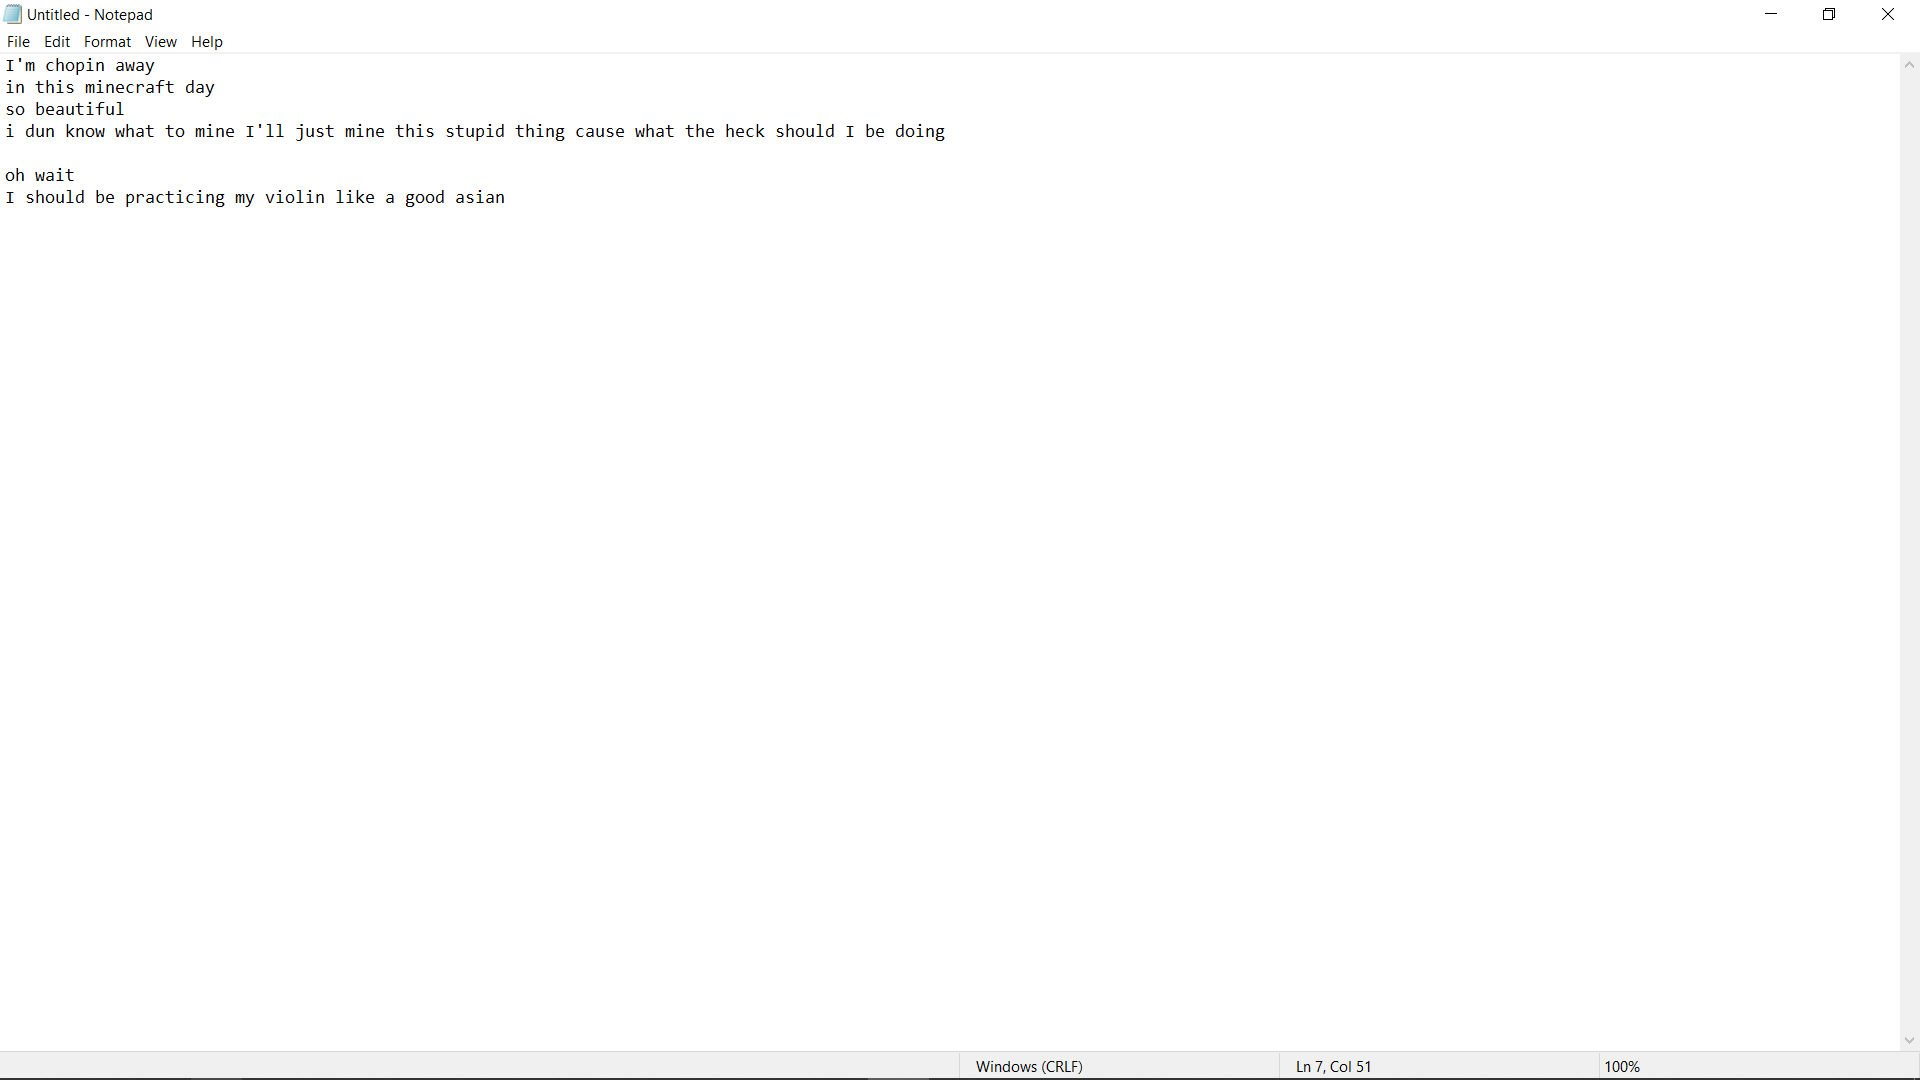 Untitled - Notepad
File Edit Format View Help
I'm chopin away
in this minecraft day
so beautiful
i dun know what to mine I'll just mine this stupid thing cause what the heck should I be doing
oh wait
I should be practicing my violin like a good asian
Windows (CRLF) Ln 7, Col 51 100%